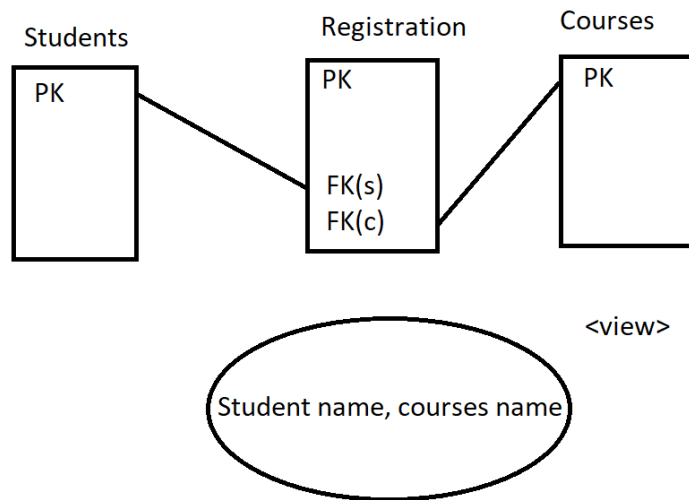 Students
Registration
Courses
PK
PK
PK
FK(s)
FK(c)
<view>
Student name, courses name